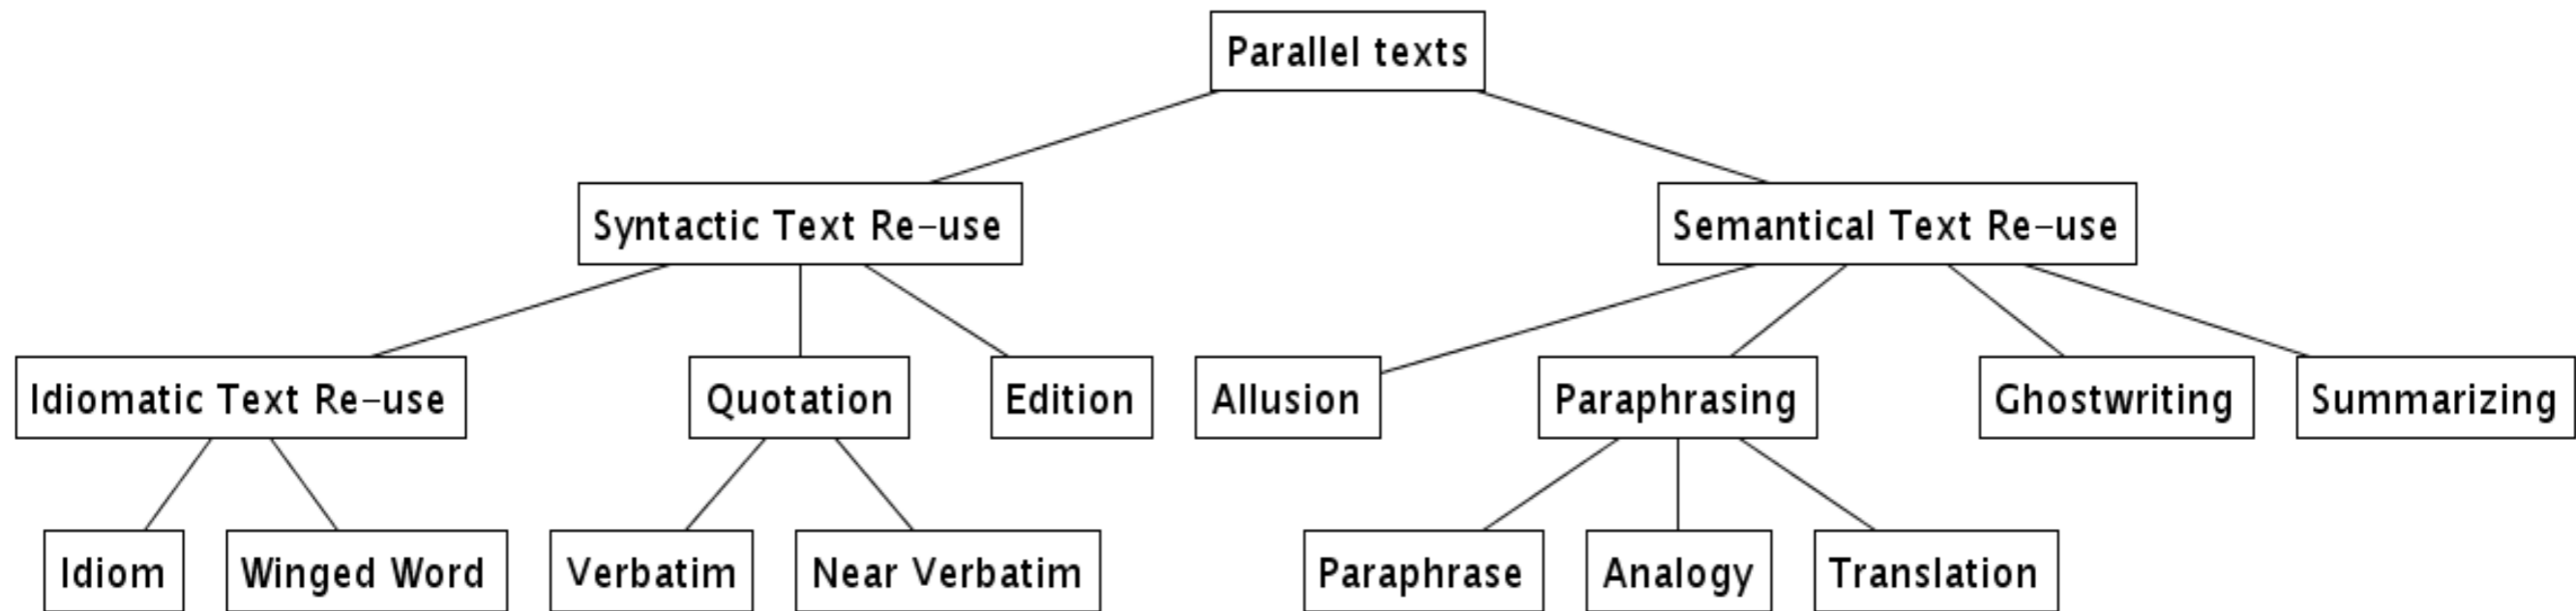 Parallel texts
Syntactic Text Re-use
Semantical Text Re-use
Idiomatic Text Re-use
Quotation
Edition
Allusion
Paraphrasing
Ghostwriting
Summarizing
Idiom
Winged Word
Verbatim
Near Verbatim
Paraphrase
Analogy
Translation